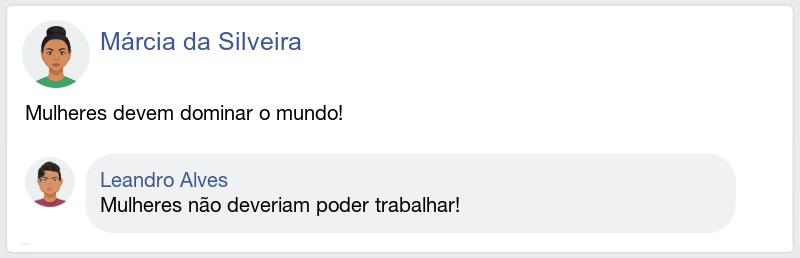 Márcia da Silveira
Mulheres devem dominar o mundo!
Leandro Alves
Mulheres não deveriam poder trabalhar!